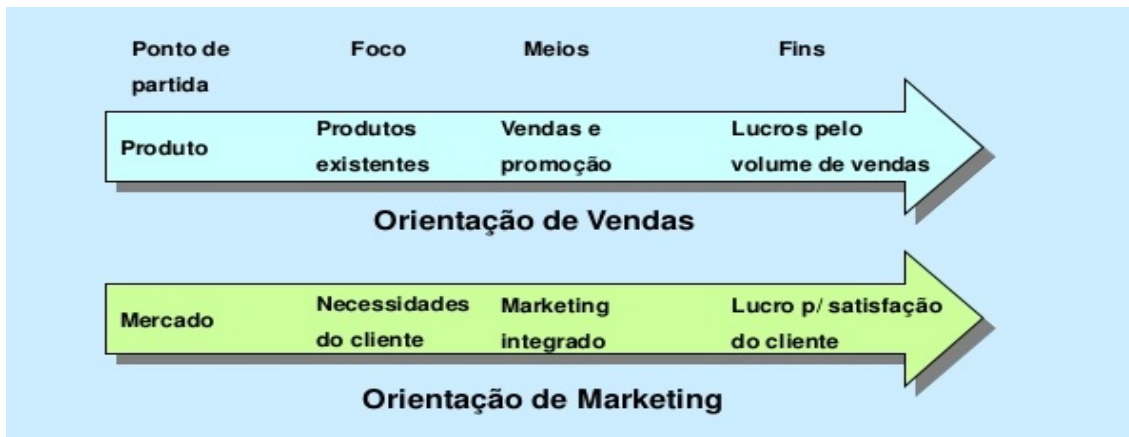 Ponto de partida Foco Meios Fins
Produto Produtos existentes Vendas e promoção Lucros pelo volume de vendas
Orientação de Vendas
Mercado Necessidades do cliente Marketing integrado Lucro p/ satisfação do cliente
Orientação de Marketing